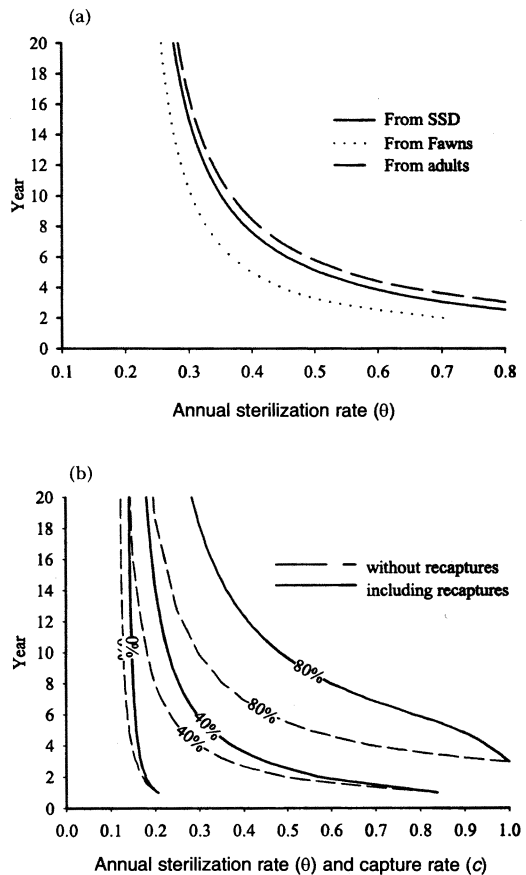 (a)
20
18
16
14
12
10
8
6
4
2
0
Year
From SSD
From Fawns
From adults
0.1 0.2 0.3 0.4 0.5 0.6 0.7 0.8
Annual sterilization rate (θ)
(b)
20
18
16
14
12
10
8
6
4
2
0
Year
without recaptures
including recaptures
0%
80%
80%
40%
40%
0.0 0.1 0.2 0.3 0.4 0.5 0.6 0.7 0.8 0.9 1.0
Annual sterilization rate (θ) and capture rate (c)